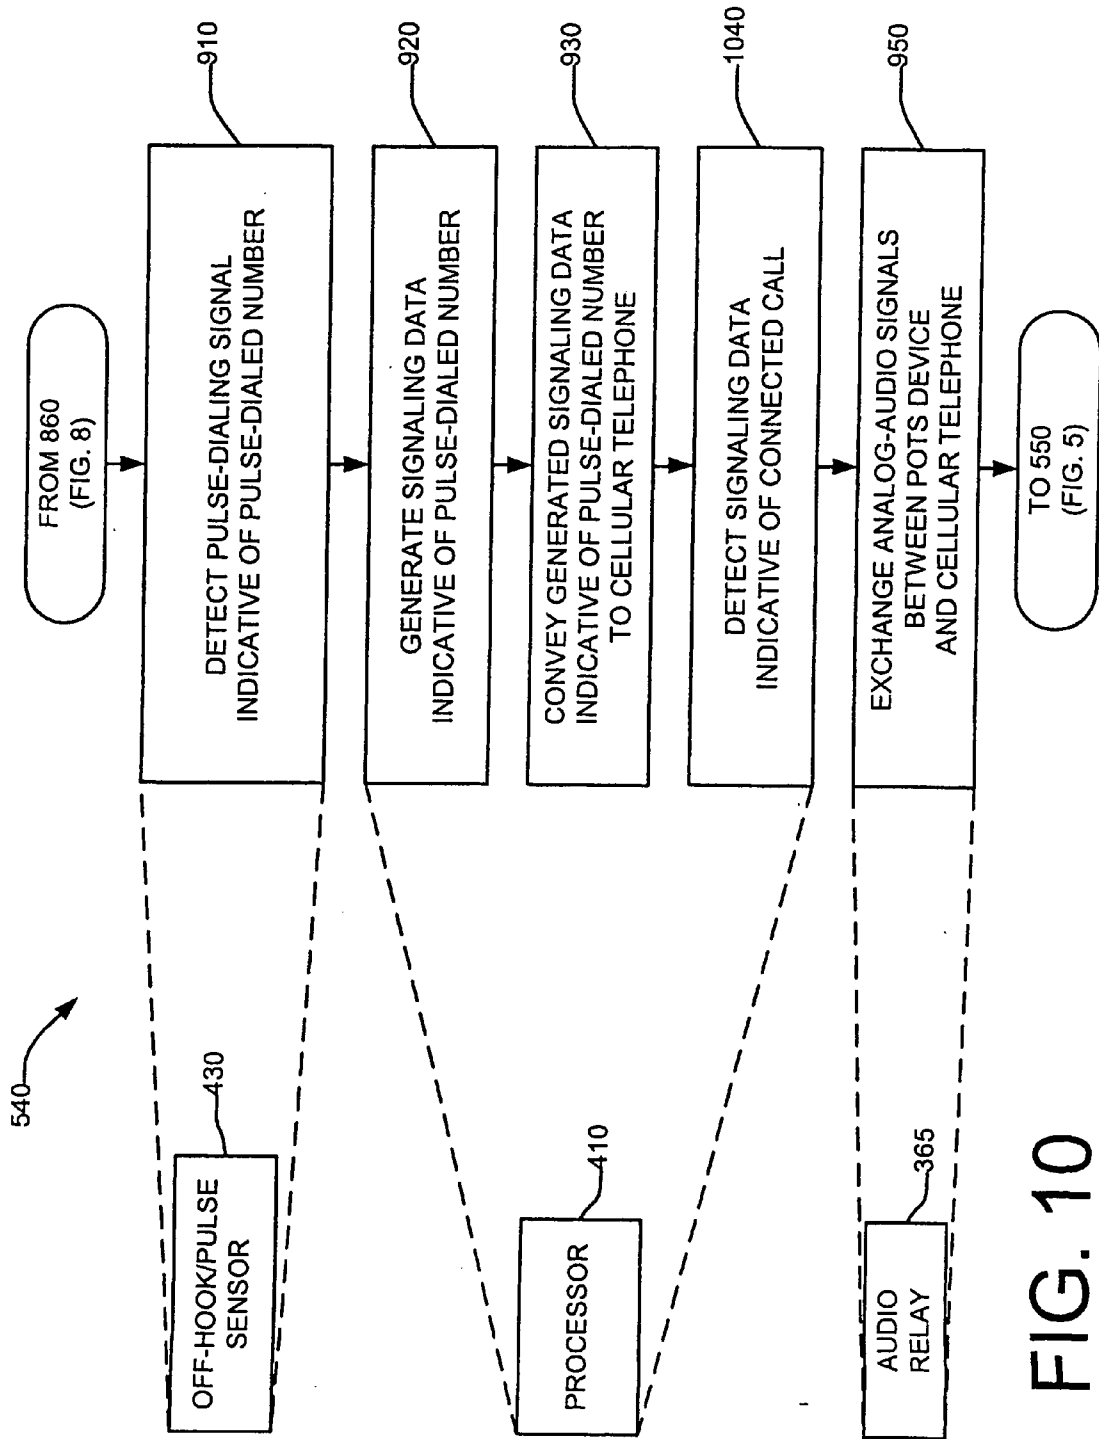 540
FROM 860
(FIG. 8)
OFF-HOOK/PULSE
SENSOR
430
DETECT PULSE-DIALING SIGNAL
INDICATIVE OF PULSE-DIALED NUMBER
910
GENERATE SIGNALING DATA
INDICATIVE OF PULSE-DIALED NUMBER
920
PROCESSOR
410
CONVEY GENERATED SIGNALING DATA
INDICATIVE OF PULSE-DIALED NUMBER
TO CELLULAR TELEPHONE
930
DETECT SIGNALING DATA
INDICATIVE OF CONNECTED CALL
1040
AUDIO
RELAY
365
EXCHANGE ANALOG-AUDIO SIGNALS
BETWEEN POTS DEVICE
AND CELLULAR TELEPHONE
950
TO 550
(FIG. 5)
FIG. 10